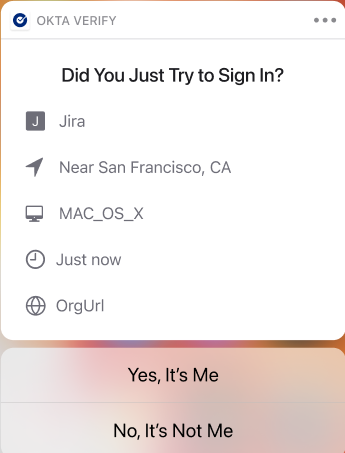 OKTA VERIFY
Did You Just Try to Sign In?
J Jira
Near San Francisco, CA
MAC_OS_X
Just now
OrgUrl
Yes, It's Me
No, It's Not Me